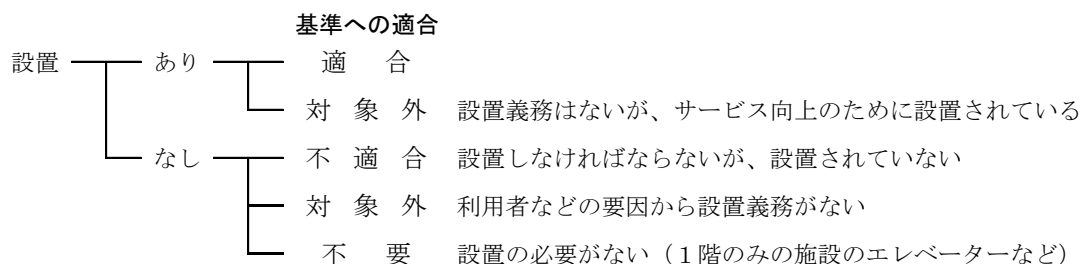 基準への適合
設置 あり 適合
対象外 設置義務はないが、サービス向上のために設置されている
なし 不適合 設置しなければならないが、設置されていない
対象外 利用者などの要因から設置義務がない
不要 設置の必要がない（１階のみの施設のエレベーターなど）